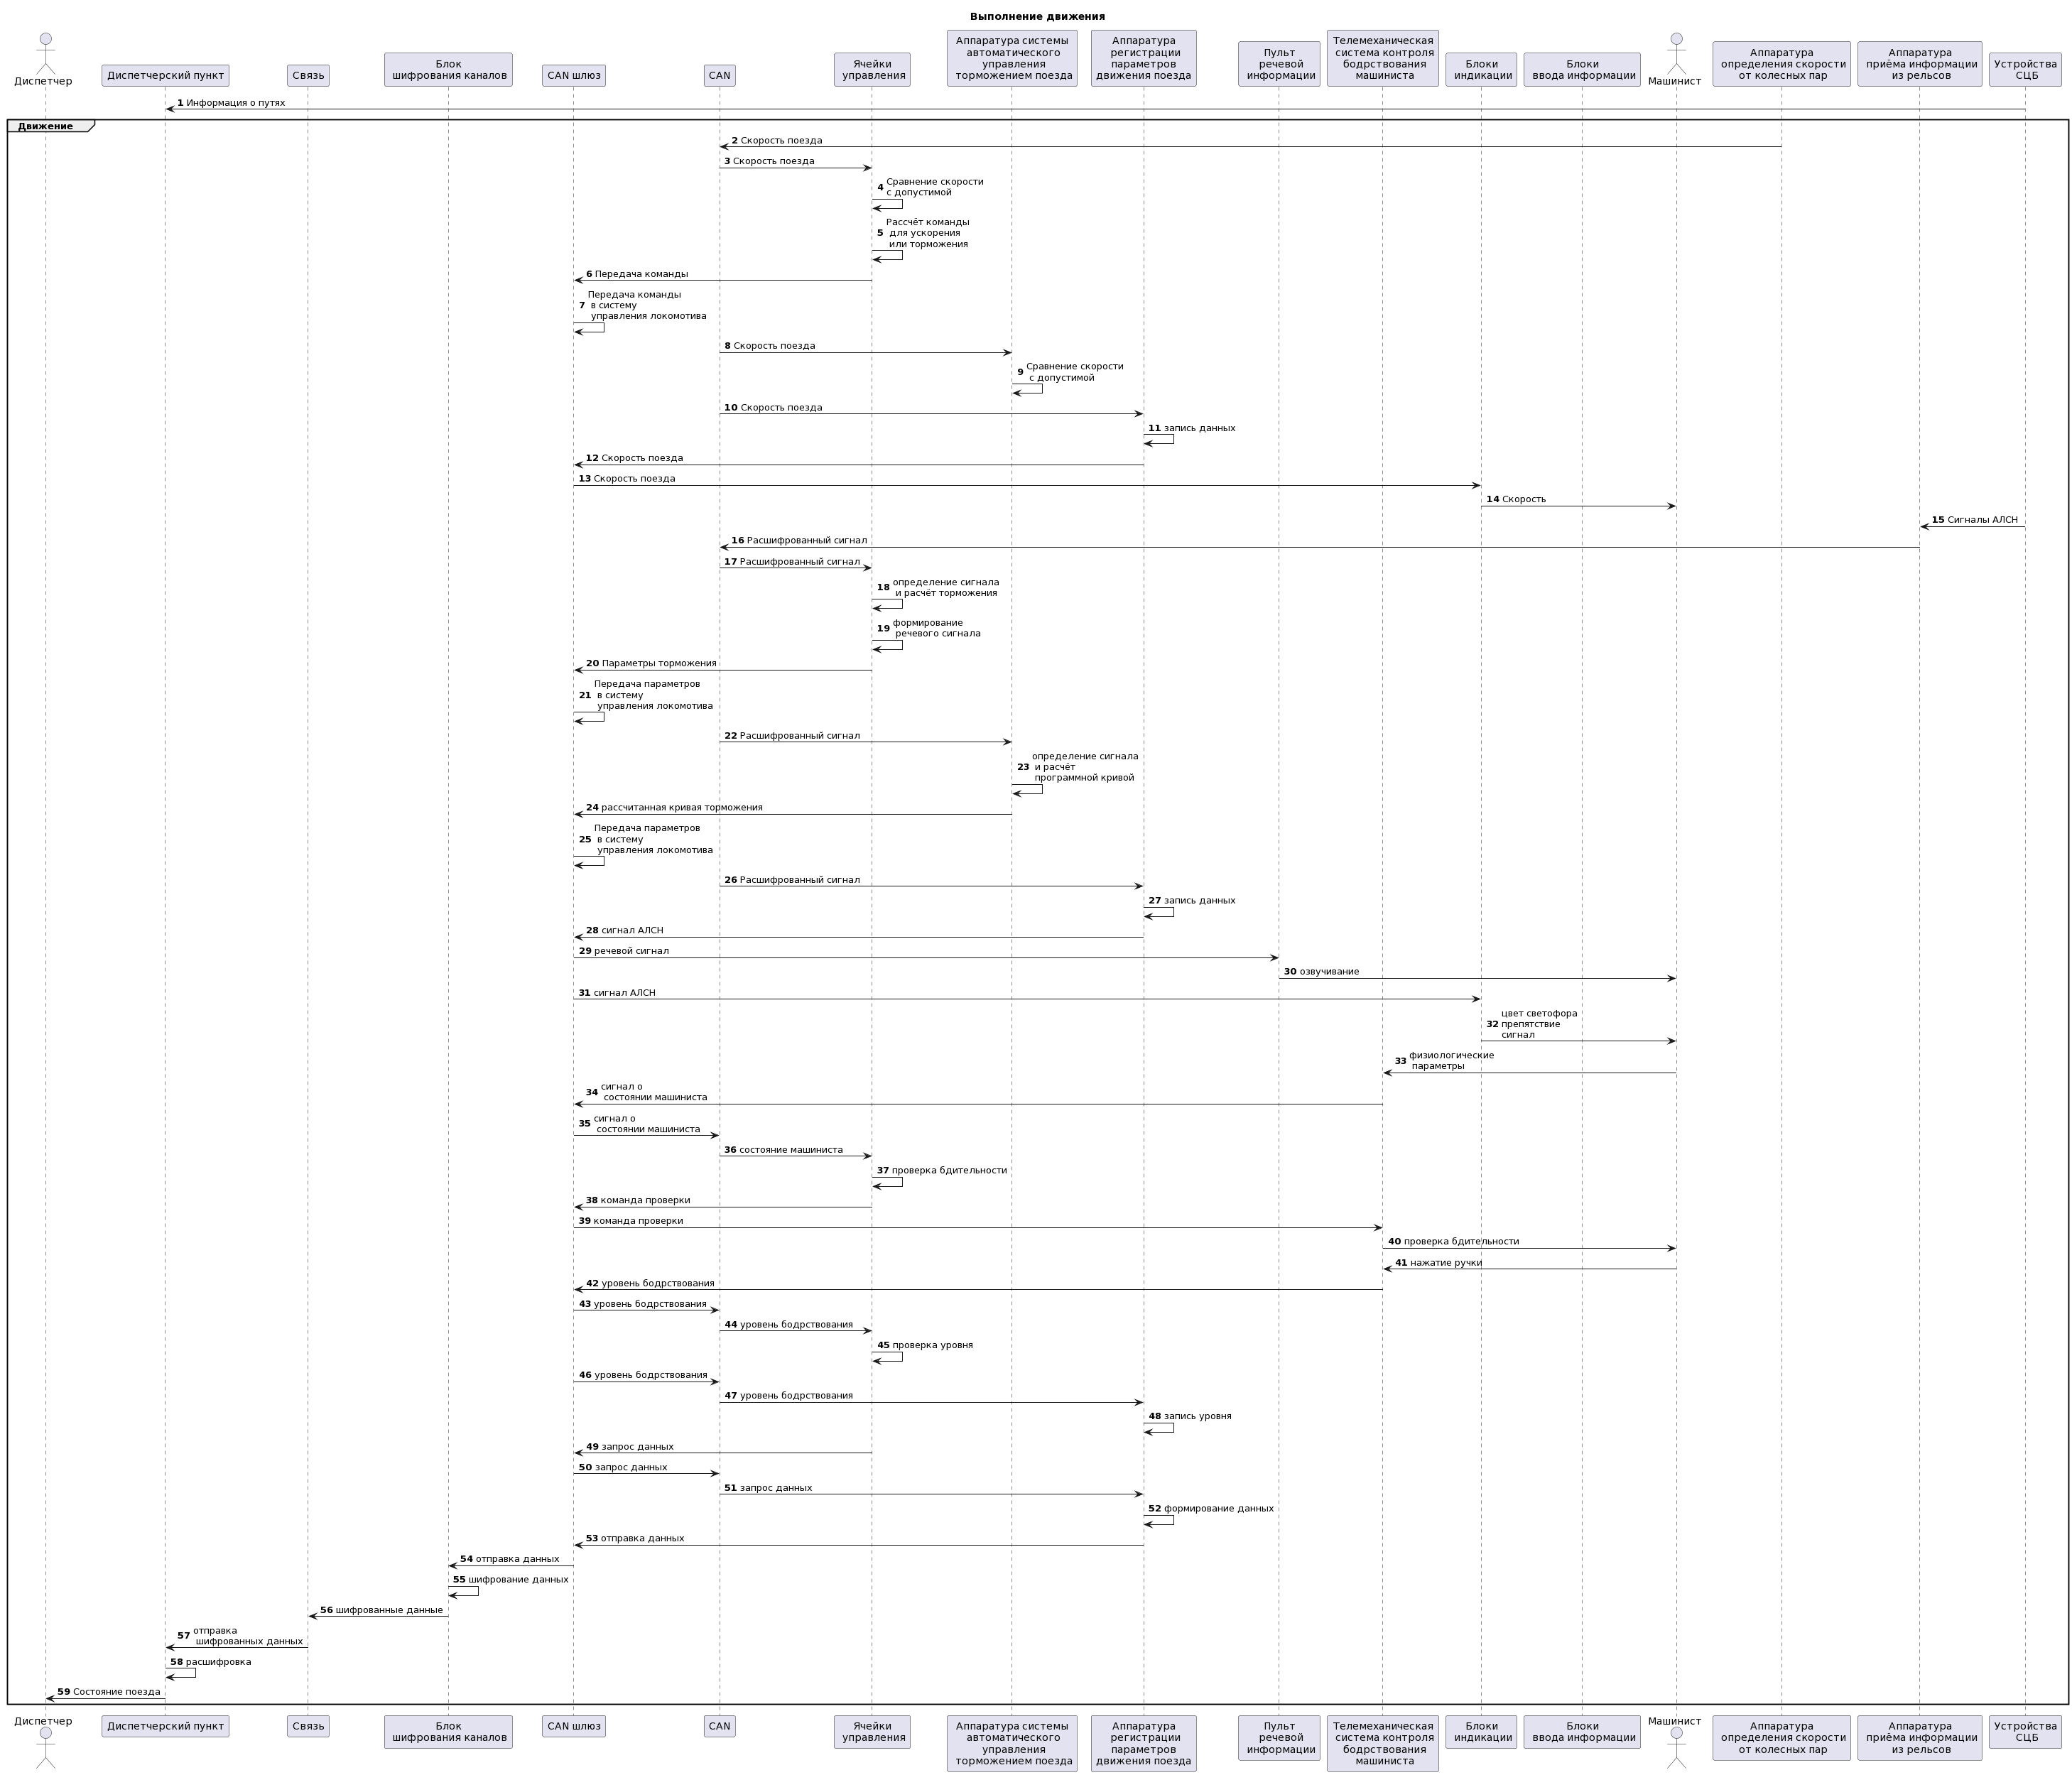 Выполнение движения
Диспетчер
Диспетчерский пункт
Связь
Блок
шифрования каналов
CAN шлюз
CAN
Ячейки
управления
Аппаратура системы
автоматического
управления
торможением поезда
Аппаратура
регистрации
параметров
движения поезда
Пульт
речевой
информации
Телемеханическая
система контроля
бодрствования
машиниста
Блоки
индикации
Блоки
ввода информации
Машинист
Аппаратура
определения скорости
от колесных пар
Аппаратура
приёма информации
из рельсов
Устройства
СЦБ
1 Информация о путях
Движение
2 Скорость поезда
3 Скорость поезда
4 Сравнение скорости
с допустимой
5 Рассчёт команды
для ускорения
или торможения
6 Передача команды
7 Передача команды
в систему
управления локомотива
8 Скорость поезда
9 Сравнение скорости
с допустимой
10 Скорость поезда
11 запись данных
12 Скорость поезда
13 Скорость поезда
14 Скорость
15 Сигналы АЛСН
16 Расшифрованный сигнал
17 Расшифрованный сигнал
18 определение сигнала
и расчёт торможения
19 формирование
речевого сигнала
20 Параметры торможения
21 Передача параметров
в систему
управления локомотива
22 Расшифрованный сигнал
23 определение сигнала
и расчёт
программной кривой
24 рассчитанная кривая торможения
25 Передача параметров
в систему
управления локомотива
26 Расшифрованный сигнал
27 запись данных
28 сигнал АЛСН
29 речевой сигнал
30 озвучивание
31 сигнал АЛСН
32 цвет светофора
препятствие
сигнал
33 физиологические
параметры
34 сигнал о
состоянии машиниста
35 сигнал о
состоянии машиниста
36 состояние машиниста
37 проверка бдительности
38 команда проверки
39 команда проверки
40 проверка бдительности
41 нажатие ручки
42 уровень бодрствования
43 уровень бодрствования
44 уровень бодрствования
45 проверка уровня
46 уровень бодрствования
47 уровень бодрствования
48 запись уровня
49 запрос данных
50 запрос данных
51 запрос данных
52 формирование данных
53 отправка данных
54 отправка данных
55 шифрование данных
56 шифрованные данные
57 отправка
шифрованных данных
58 расшифровка
59 Состояние поезда
Диспетчер
Диспетчерский пункт
Связь
Блок
шифрования каналов
CAN шлюз
CAN
Ячейки
управления
Аппаратура системы
автоматического
управления
торможением поезда
Аппаратура
регистрации
параметров
движения поезда
Пульт
речевой
информации
Телемеханическая
система контроля
бодрствования
машиниста
Блоки
индикации
Блоки
ввода информации
Машинист
Аппаратура
определения скорости
от колесных пар
Аппаратура
приёма информации
из рельсов
Устройства
СЦБ